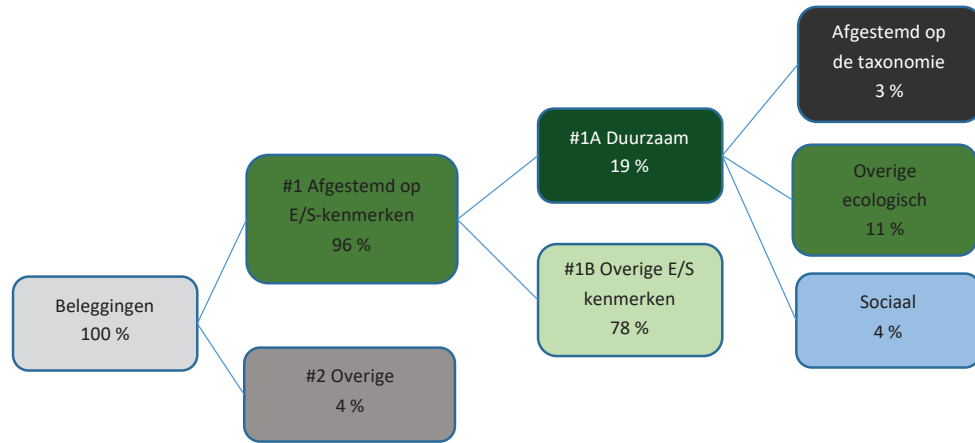 Beleggingen
100 %
#1 Afgestemd op
E/S-kenmerken
96 %
#2 Overige
4 %
#1A Duurzaam
19 %
#1B Overige E/S
kenmerken
78 %
Afgestemd op
de taxonomie
3 %
Overige
ecologisch
11 %
Sociaal
4 %